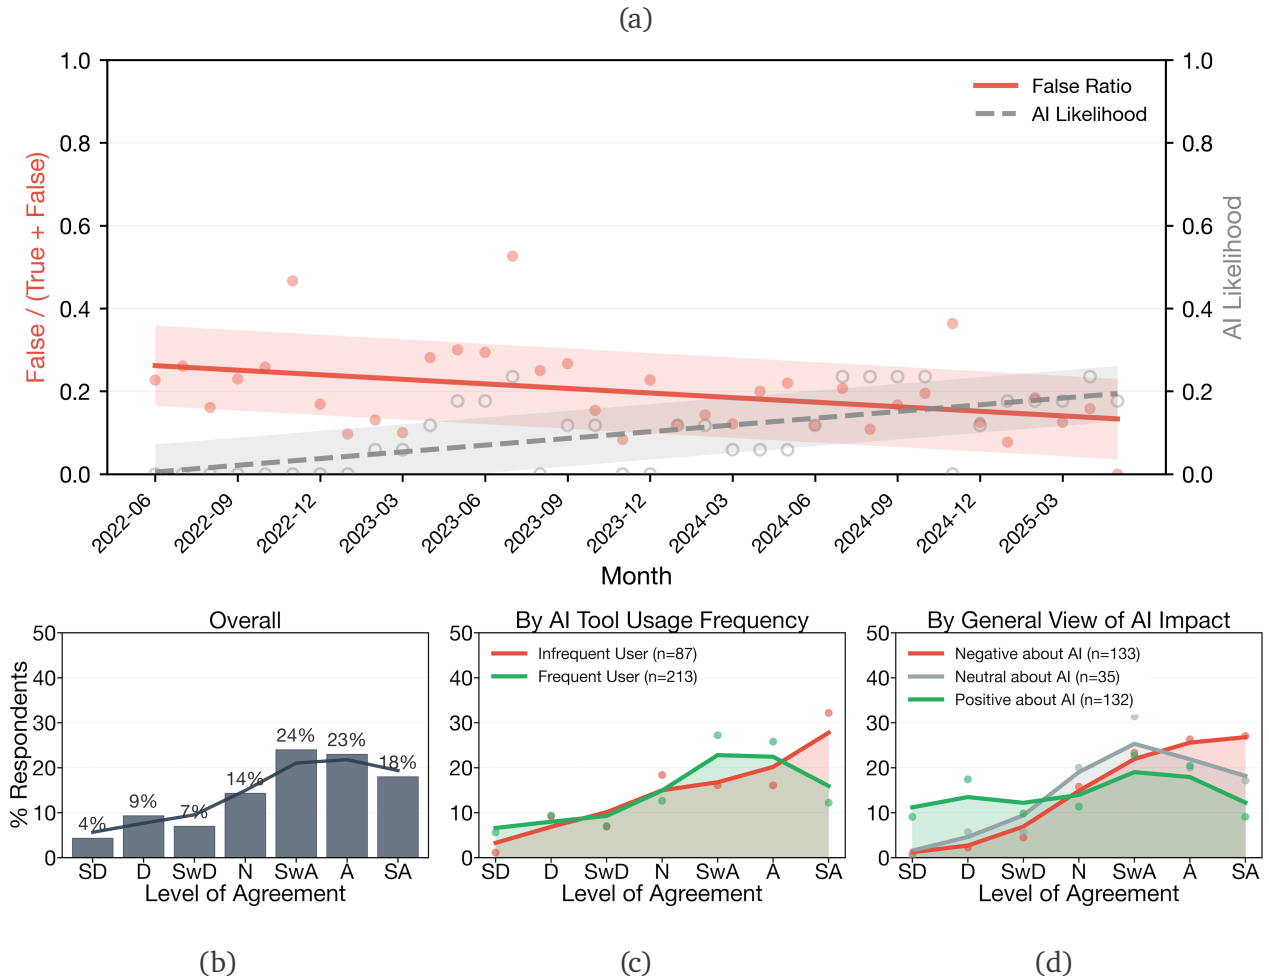 (a)
1.0
0.8
0.6
0.4
0.2
0.0
False / (True + False)
False Ratio
AI Likelihood
1.0
0.8
0.6
0.4
0.2
0.0
AI Likelihood
2022-06
2022-09
2022-12
2023-03
2023-06
2023-09
2023-12
2024-03
2024-06
2024-09
2024-12
2025-03
Month
Overall
50
40
30
20
10
0
% Respondents
4%
9%
7%
14%
24%
23%
18%
SD D SwD N SwA A SA
Level of Agreement
By AI Tool Usage Frequency
Infrequent User (n=87)
Frequent User (n=213)
50
40
30
20
10
0
SD D SwD N SwA A SA
Level of Agreement
By General View of AI Impact
Negative about AI (n=133)
Neutral about AI (n=35)
Positive about AI (n=132)
50
40
30
20
10
0
SD D SwD N SwA A SA
Level of Agreement
(b)
(c)
(d)